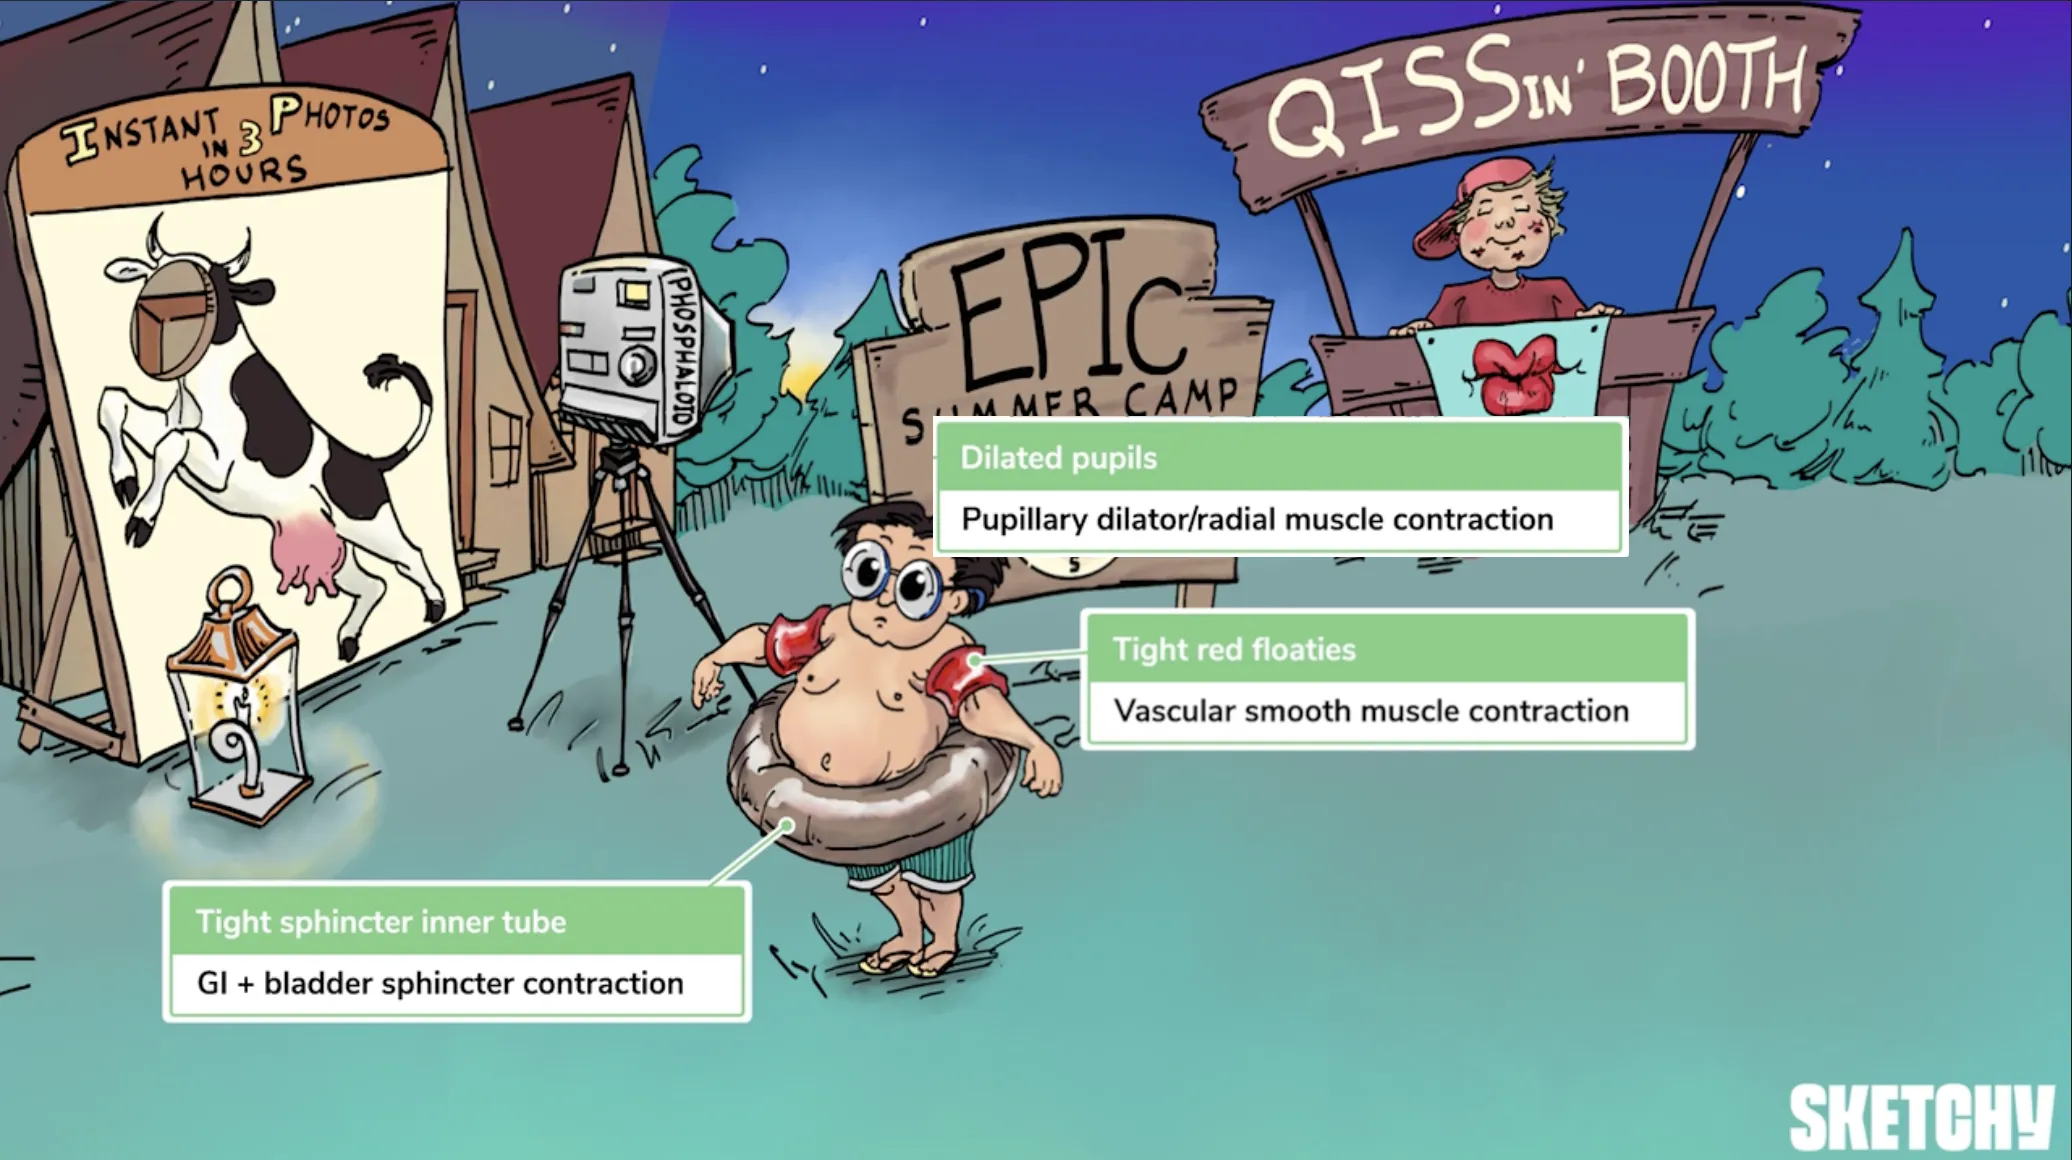 INSTANT PHOTOS
IN 3
HOURS
PHOSPHALOTO
EPIC
SUMMER CAMP
QISSIN' BOOTH
Dilated pupils
Pupillary dilator/radial muscle contraction
S
Tight red floaties
Vascular smooth muscle contraction
Tight sphincter inner tube
GI + bladder sphincter contraction
SKETCHY